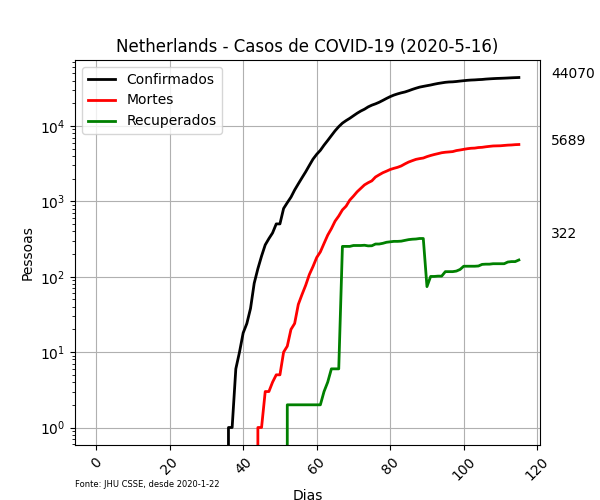 Netherlands - Casos de COVID-19 (2020-5-16)
Confirmados
Mortes
Recuperados
44070
5689
322
Pessoas
10⁴
10³
10²
10¹
10⁰
0 20 40 60 80 100 120
Fonte: JHU CSSE, desde 2020-1-22
Dias